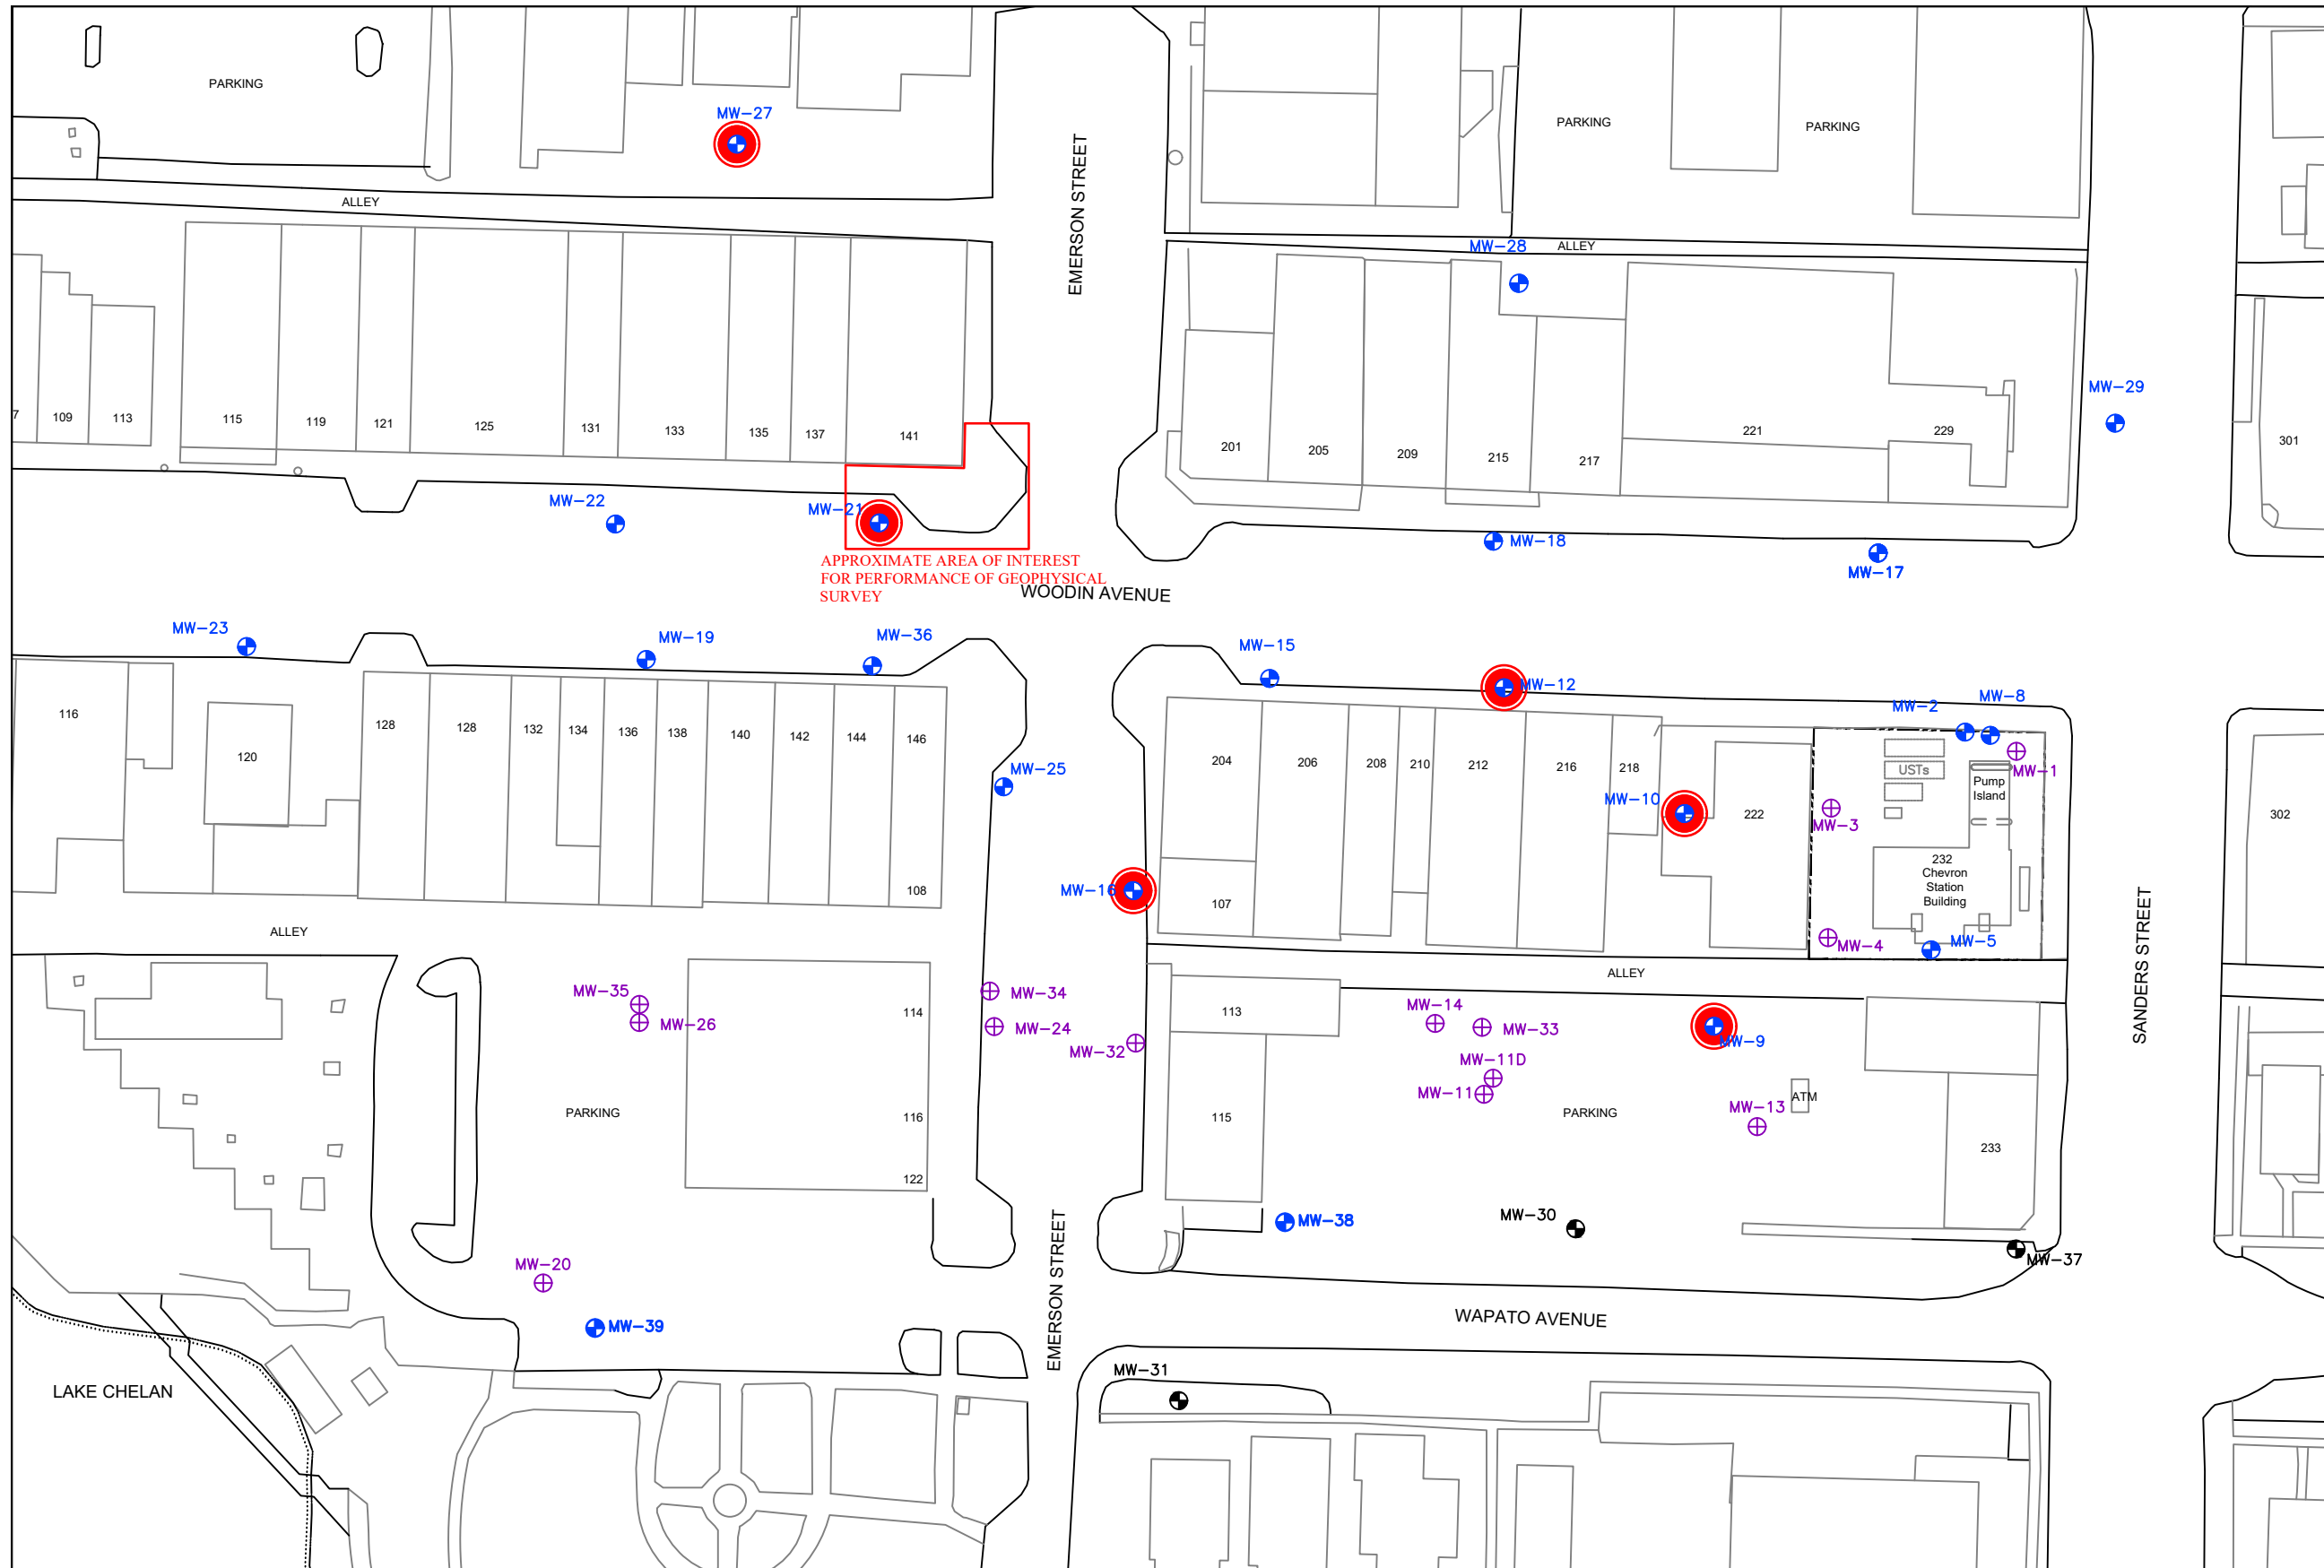 PARKING
MW-27
PARKING
PARKING
ALLEY
EMERSON STREET
MW-28
ALLEY
MW-29
7
109
113
115
119
121
125
131
133
135
137
141
201
205
209
215
217
221
229
301
MW-22
MW-21
MW-18
MW-17
APPROXIMATE AREA OF INTEREST
FOR PERFORMANCE OF GEOPHYSICAL
SURVEY
WOODIN AVENUE
MW-23
MW-19
MW-36
MW-15
MW-12
MW-2
MW-8
116
120
128
128
132
134
136
138
140
142
144
146
MW-25
204
206
208
210
212
216
218
MW-10
222
USTs
Pump
Island
MW-1
MW-3
302
232
Chevron
Station
Building
108
MW-16
107
ALLEY
MW-4
MW-5
SANDERS STREET
ALLEY
MW-35
MW-26
114
MW-34
MW-24
MW-32
113
MW-14
MW-33
MW-9
MW-11D
MW-11
ATM
MW-13
PARKING
116
115
PARKING
233
122
MW-38
MW-30
MW-37
MW-20
MW-39
EMERSON STREET
WAPATO AVENUE
MW-31
LAKE CHELAN